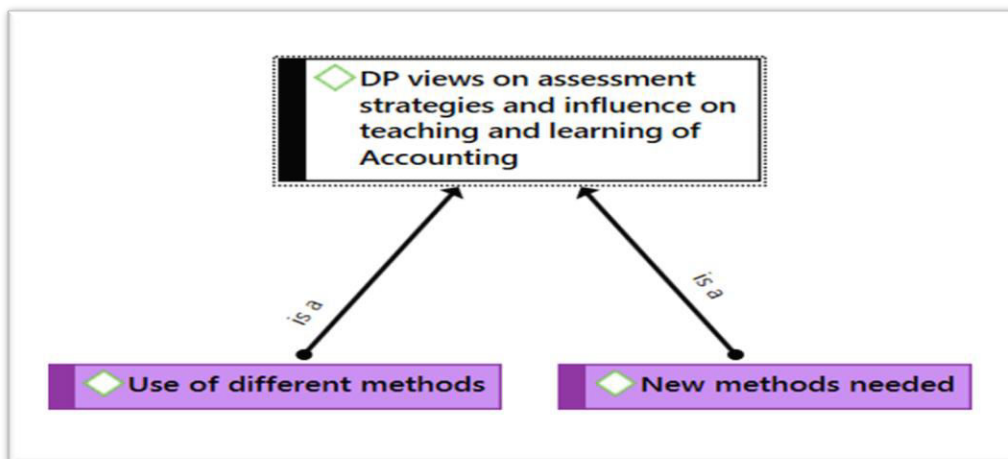 DP views on assessment
strategies and influence on
teaching and learning of
Accounting
is a
is a
Use of different methods
New methods needed